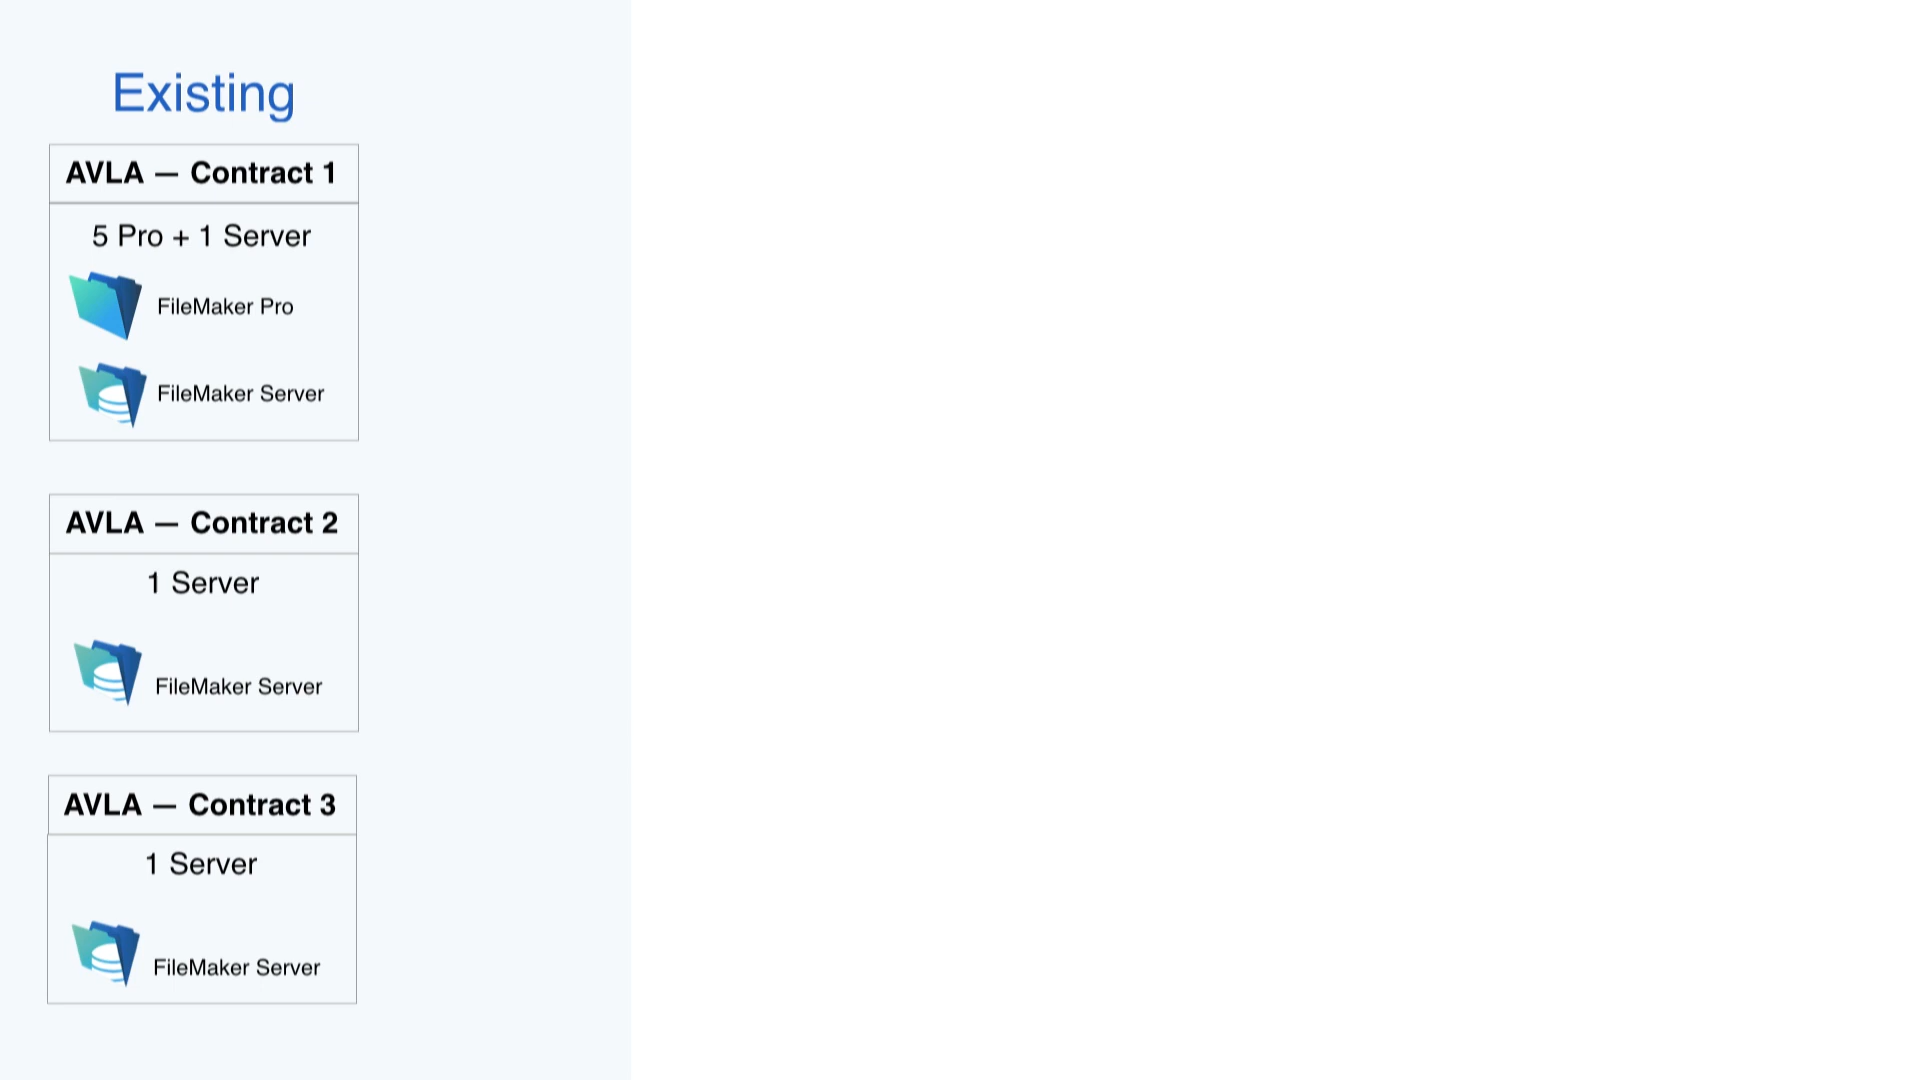 Existing
AVLA — Contract 1
5 Pro + 1 Server
FileMaker Pro
FileMaker Server
AVLA — Contract 2
1 Server
FileMaker Server
AVLA — Contract 3
1 Server
FileMaker Server